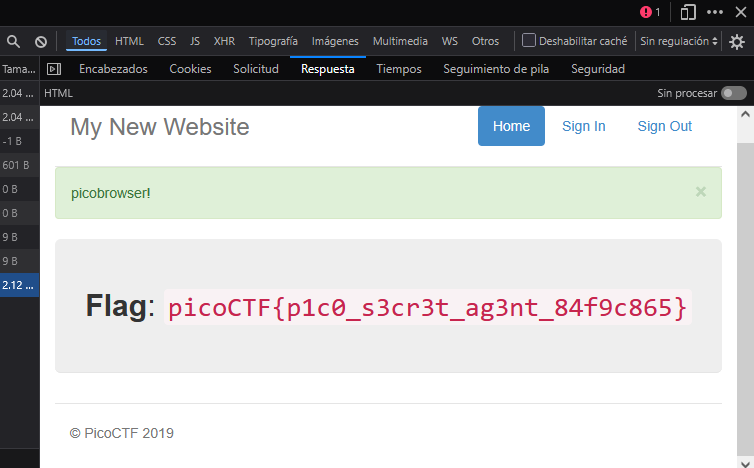 1
Todos HTML CSS JS XHR Tipografía Imágenes Multimedia WS Otros Deshabilitar caché Sin regulación
Tama... Encabezados Cookies Solicitud Respuesta Tiempos Seguimiento de pila Seguridad
2.04 ... HTML Sin procesar
2.04 ... My New Website Home Sign In Sign Out
-1 B
601 B
0 B picobrowser! ×
0 B
9 B
9 B
2.12 ...
Flag: picoCTF{p1c0_s3cr3t_ag3nt_84f9c865}
© PicoCTF 2019